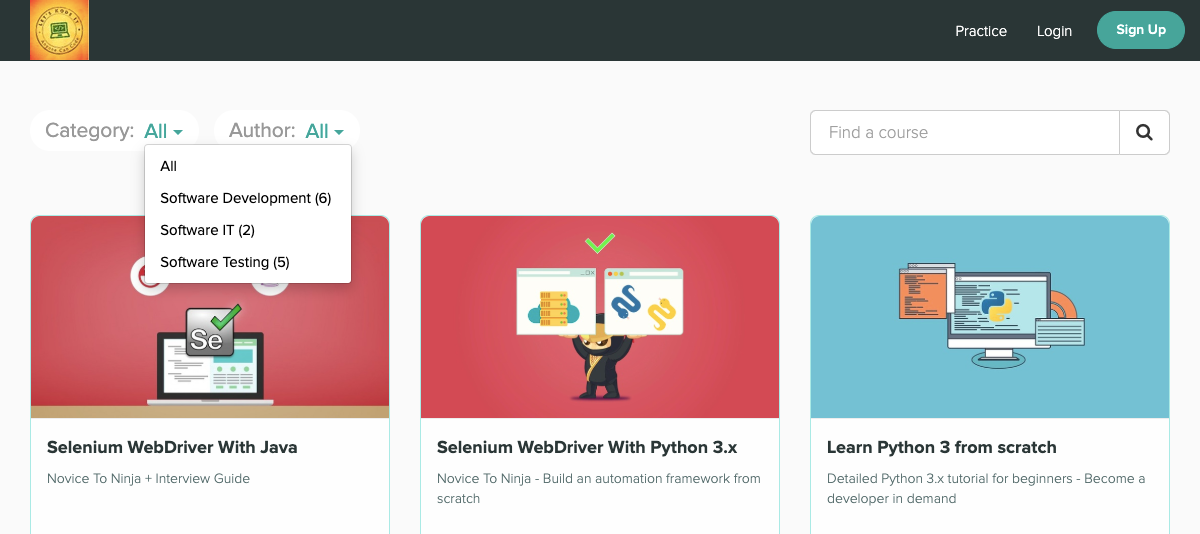 LET'S KODE IT
Practice
Login
Sign Up
Category: All
Author: All
Find a course
All
Software Development (6)
Software IT (2)
Software Testing (5)
Se
Selenium WebDriver With Java
Novice To Ninja + Interview Guide
Selenium WebDriver With Python 3.x
Novice To Ninja - Build an automation framework from
scratch
Learn Python 3 from scratch
Detailed Python 3.x tutorial for beginners - Become a
developer in demand